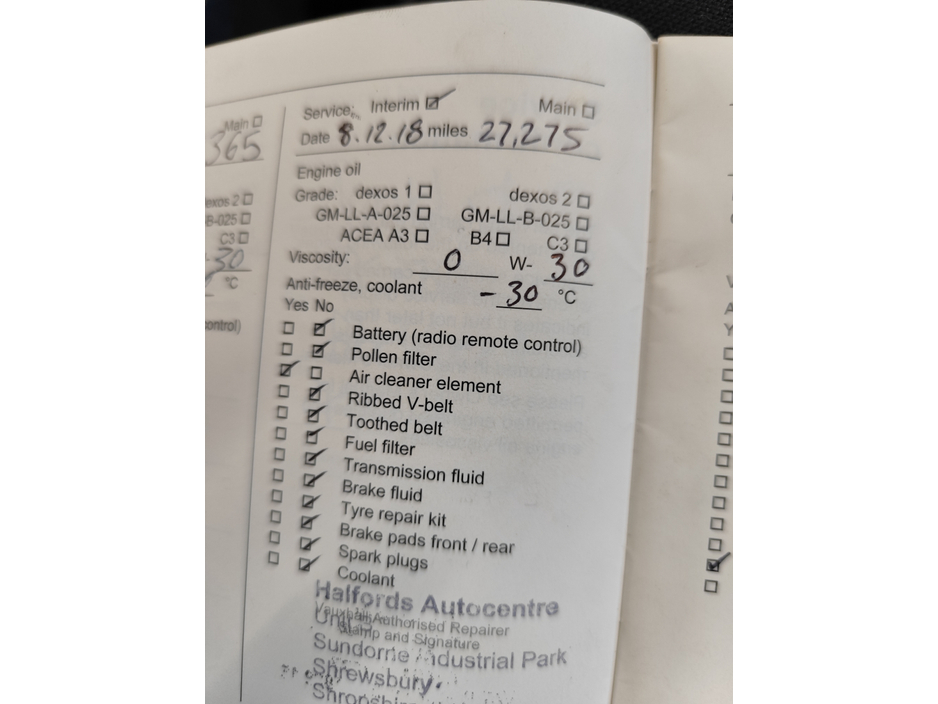 Main
365
exos 2
B-025
C3
30
°C
ontrol)
Service: Interim Main
Date 8.12.18 miles 27,275
Engine oil
Grade: dexos 1 dexos 2
GM-LL-A-025 GM-LL-B-025
ACEA A3 B4 C3
Viscosity: 0 W- 30
Anti-freeze, coolant - 30 °C
Yes No
Battery (radio remote control)
Pollen filter
Air cleaner element
Ribbed V-belt
Toothed belt
Fuel filter
Transmission fluid
Brake fluid
Tyre repair kit
Brake pads front / rear
Spark plugs
Coolant
Halfords Autocentre
Vauxhall Authorised Repairer
Stamp and Signature
Sundorne Industrial Park
Shrewsbury